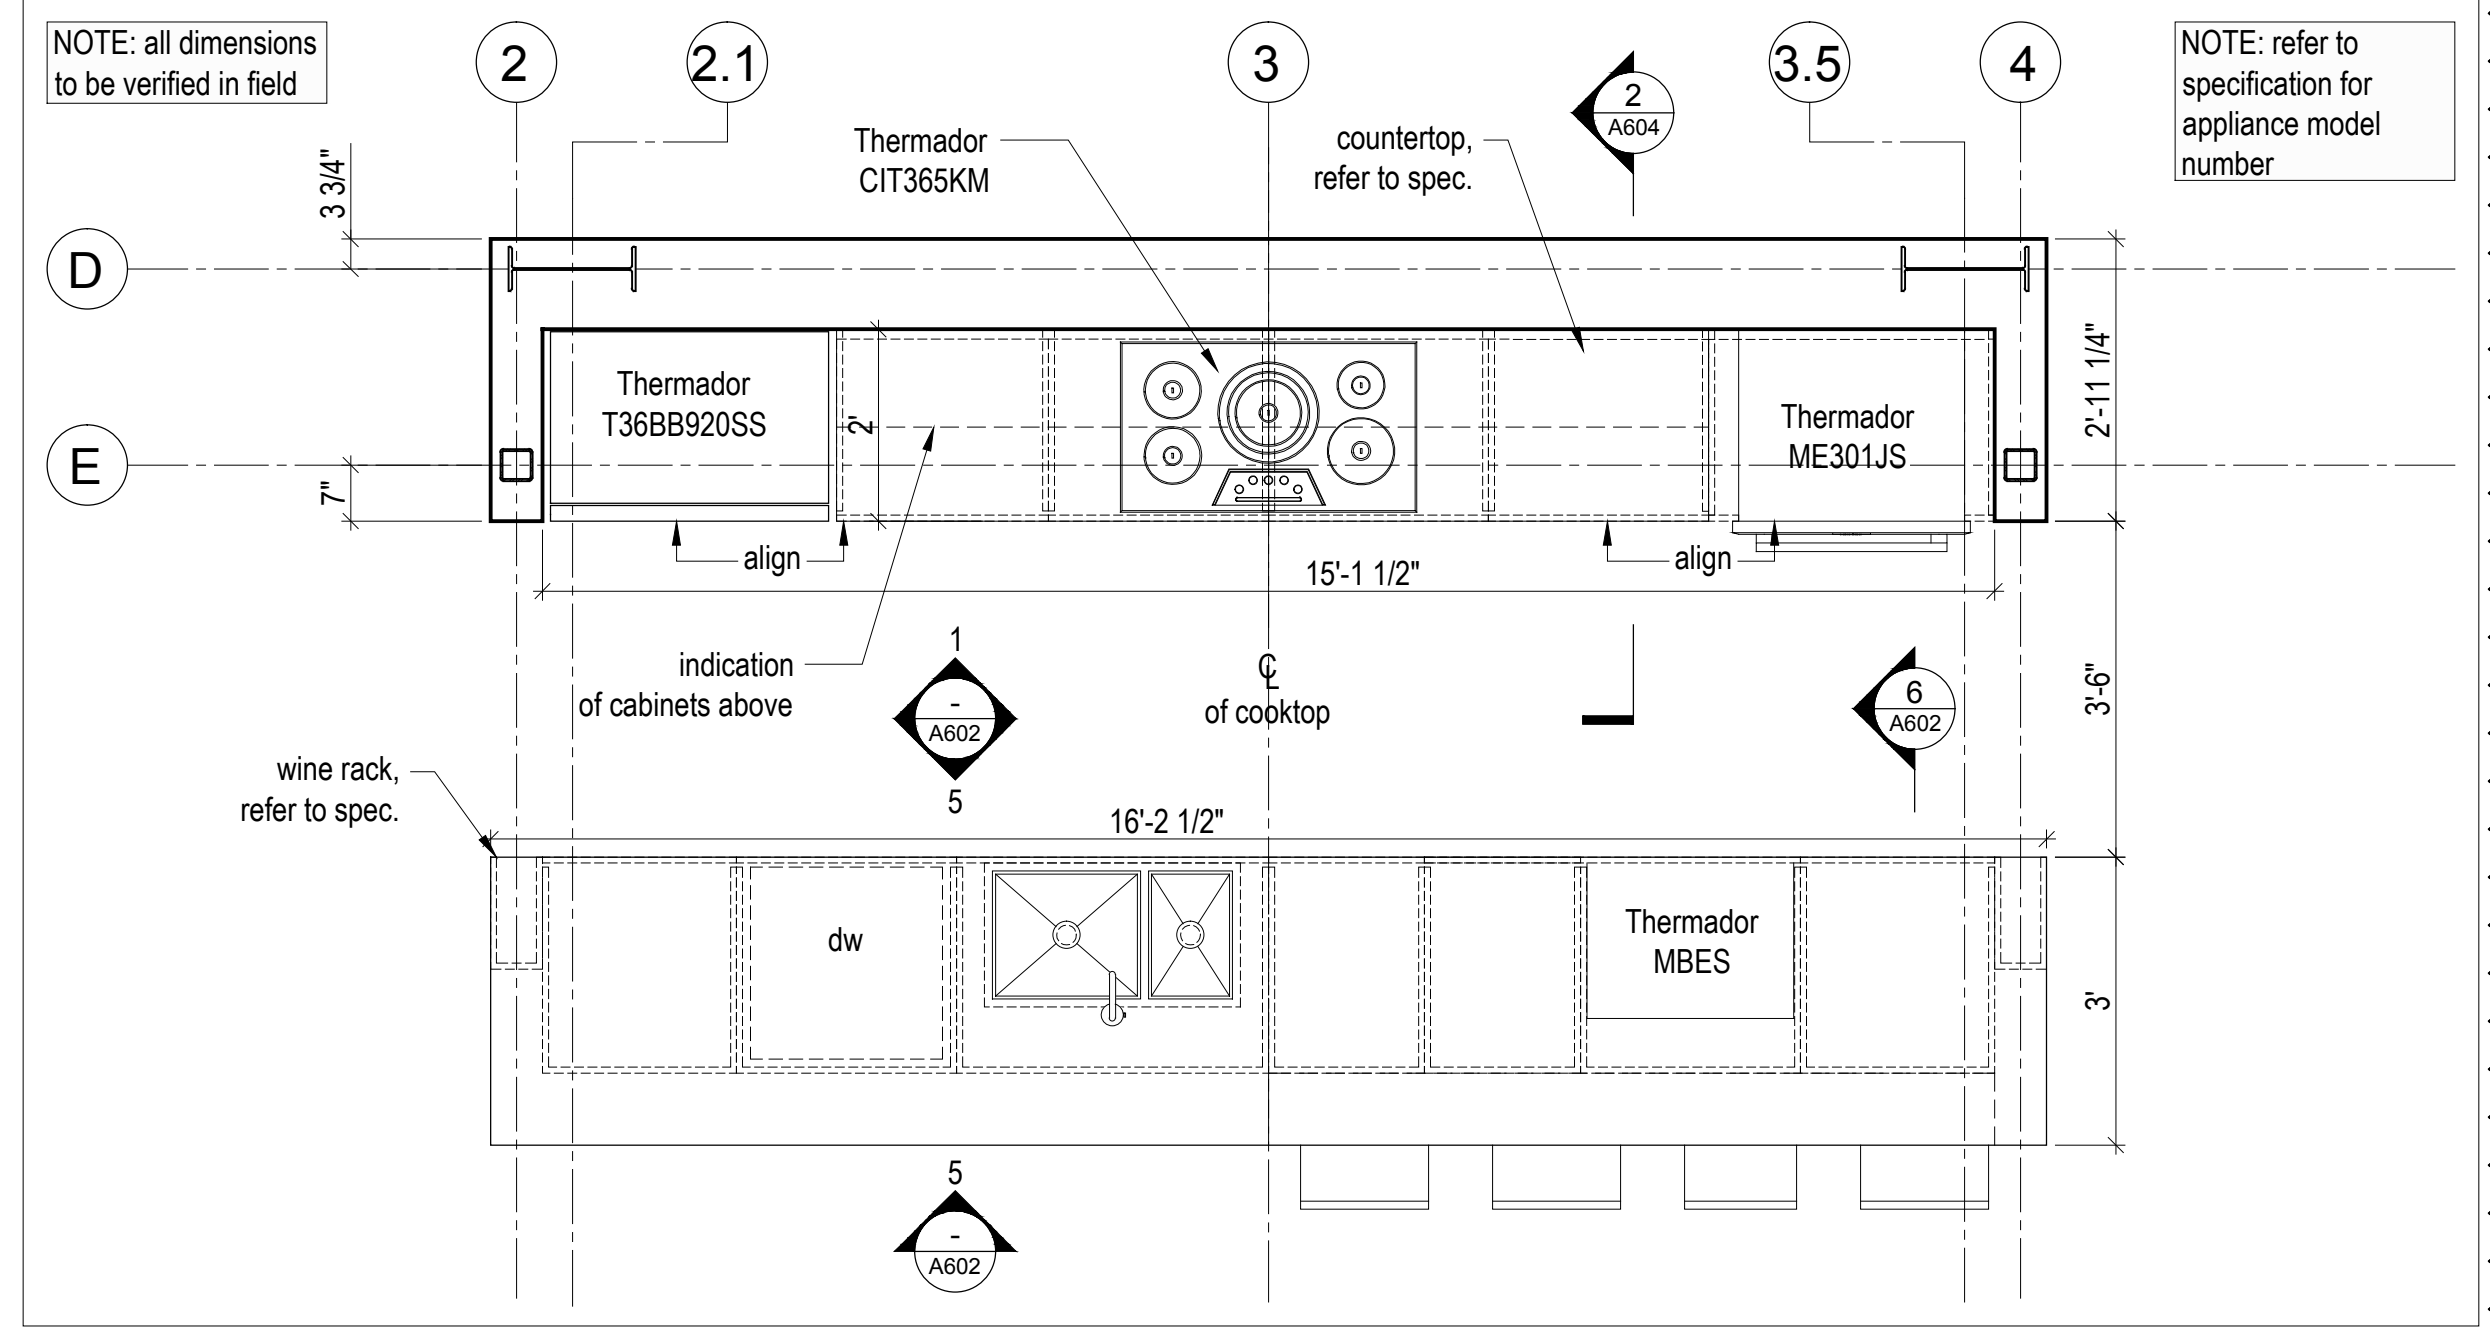 NOTE: all dimensions
to be verified in field
2
2.1
3
3.5
4
NOTE: refer to
specification for
appliance model
number
2
A604
Thermador
CIT365KM
countertop,
refer to spec.
3 3/4"
D
E
7"
Thermador
T36BB920SS
2'
Thermador
ME301JS
2'-11 1/4"
align
align
15'-1 1/2"
indication
of cabinets above
1
-
A602
5
CL
of cooktop
6
A602
3'-6"
wine rack,
refer to spec.
16'-2 1/2"
dw
Thermador
MBES
3'
5
-
A602